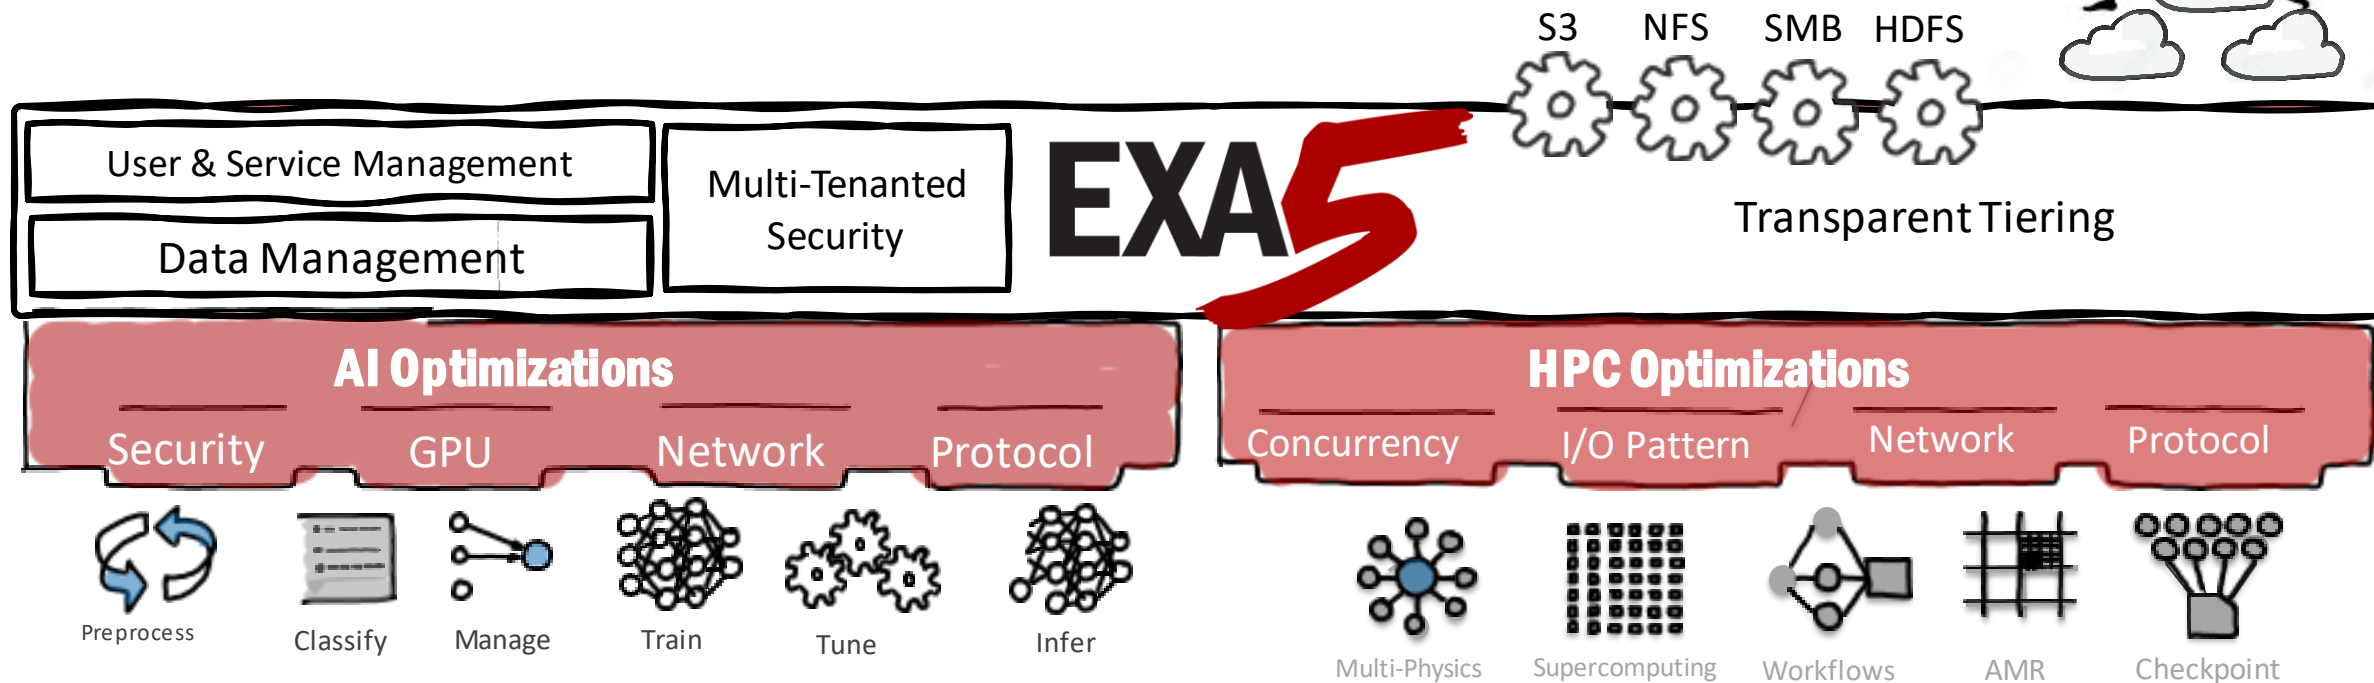 S3 NFS SMB HDFS
User & Service Management
Data Management
Multi-Tenanted
Security
EXA5
Transparent Tiering
AI Optimizations
Security GPU Network Protocol
HPC Optimizations
Concurrency I/O Pattern Network Protocol
Preprocess Classify Manage Train Tune Infer
Multi-Physics Supercomputing Workflows AMR Checkpoint